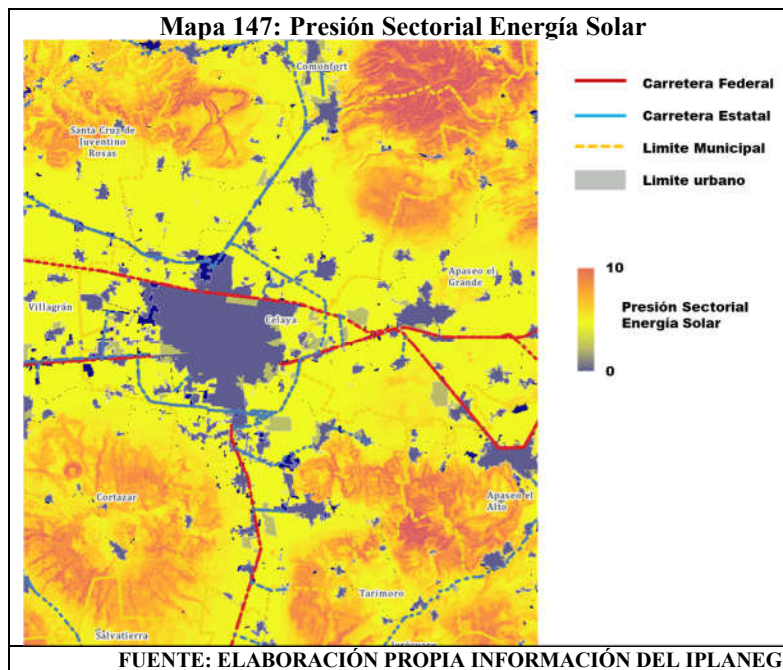 Mapa 147: Presión Sectorial Energía Solar
Comonfort
Santa Cruz de
Juventino
Rosas
Apaseo el
Grande
Villagrán
Celaya
Cortazar
Apaseo el
Alto
Tarimoro
Salvatierra
Carretera Federal
Carretera Estatal
Limite Municipal
Limite urbano
10
Presión Sectorial
Energía Solar
0
FUENTE: ELABORACIÓN PROPIA INFORMACIÓN DEL IPLANEG